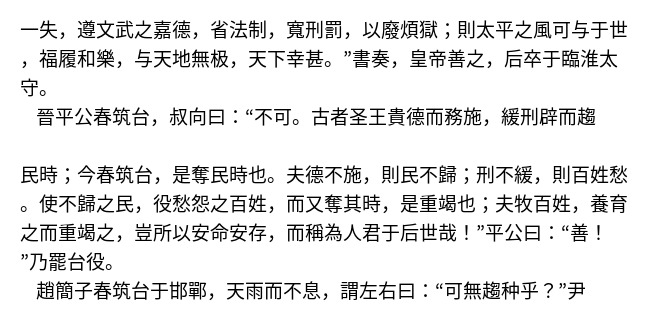 一失，遵文武之嘉德，省法制，寬刑罰，以廢煩獄；則太平之風可与于世
，福履和樂，与天地無极，天下幸甚。”書奏，皇帝善之，后卒于臨淮太
守。
晉平公春筑台，叔向曰：“不可。古者圣王貴德而務施，緩刑辟而趨
民時；今春筑台，是奪民時也。夫德不施，則民不歸；刑不緩，則百姓愁
。使不歸之民，役愁怨之百姓，而又奪其時，是重竭也；夫牧百姓，養育
之而重竭之，豈所以安命安存，而稱為人君于后世哉！”平公曰：“善！
”乃罷台役。
趙簡子春筑台于邯鄲，天雨而不息，謂左右曰：“可無趨种乎？”尹